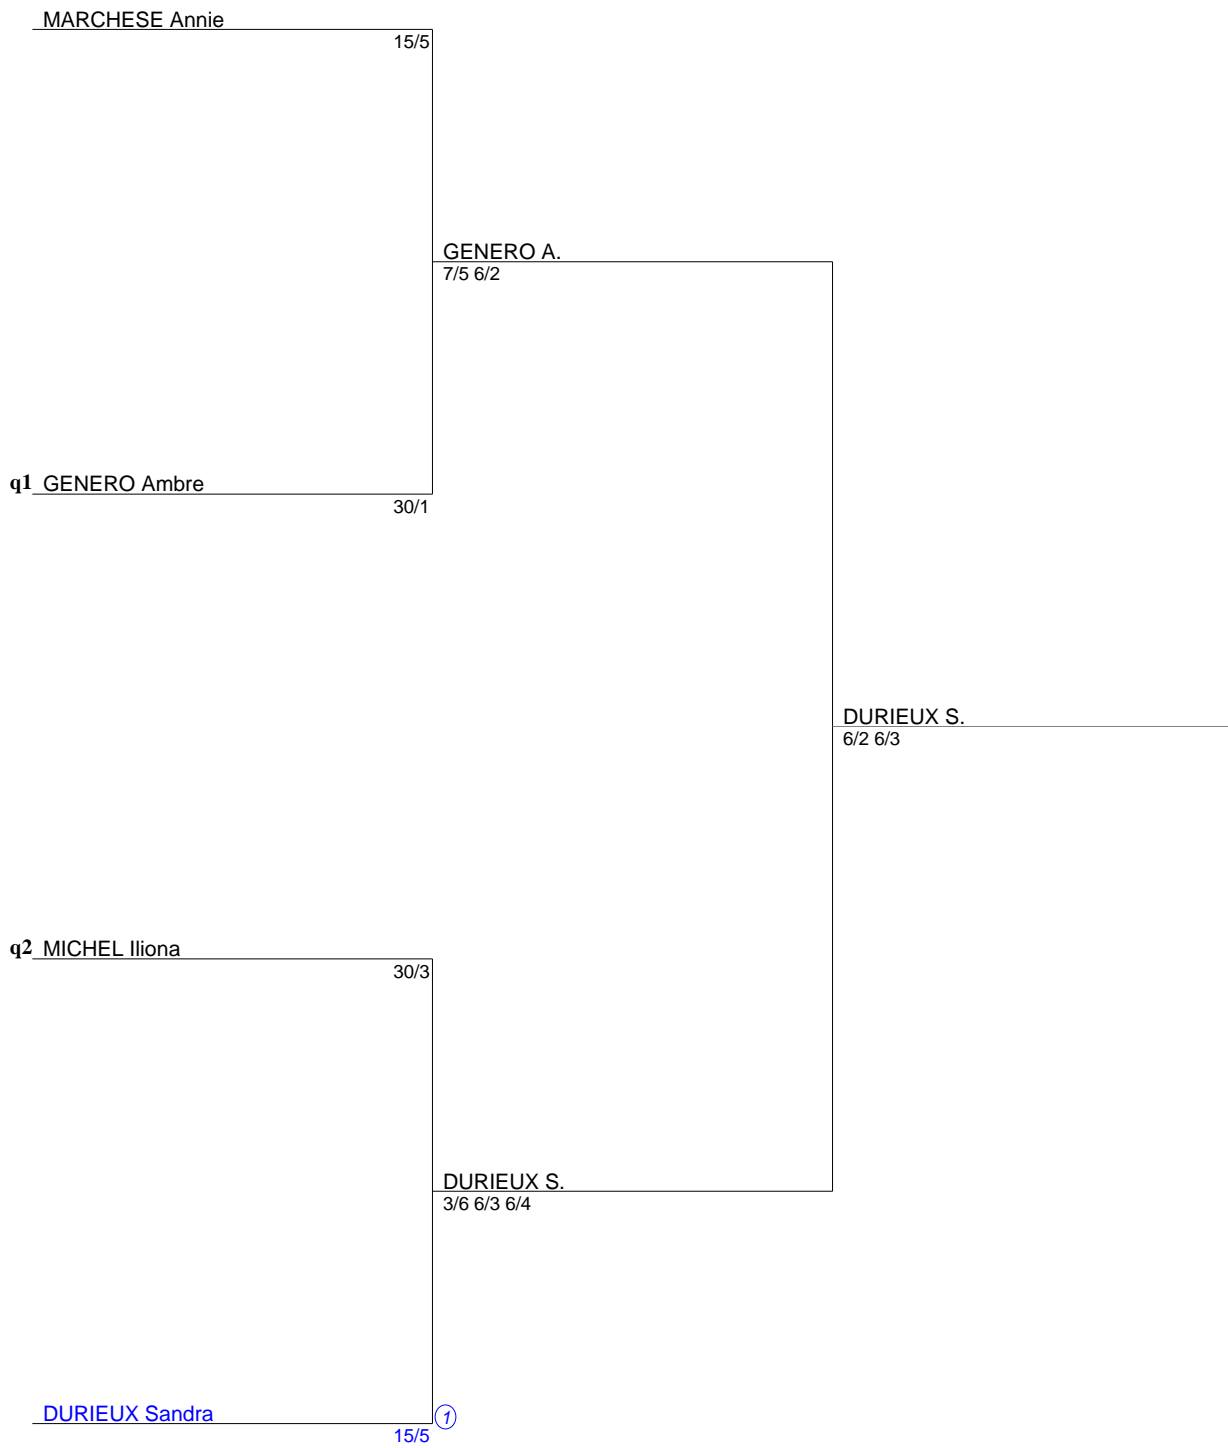 MARCHESE Annie
15/5
GENERO A.
7/5 6/2
q1 GENERO Ambre
30/1
DURIEUX S.
6/2 6/3
q2 MICHEL Iliona
30/3
DURIEUX S.
3/6 6/3 6/4
DURIEUX Sandra 1
15/5